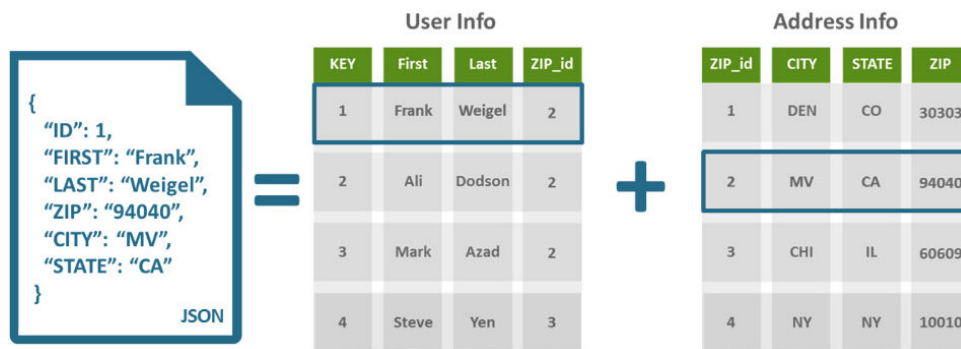 User Info
Address Info
{
“ID”: 1,
“FIRST”: “Frank”,
“LAST”: “Weigel”,
“ZIP”: “94040”,
“CITY”: “MV”,
“STATE”: “CA”
}
JSON
=
KEY First Last ZIP_id
1 Frank Weigel 2
2 Ali Dodson 2
3 Mark Azad 2
4 Steve Yen 3
+
ZIP_id CITY STATE ZIP
1 DEN CO 30303
2 MV CA 94040
3 CHI IL 60609
4 NY NY 10010